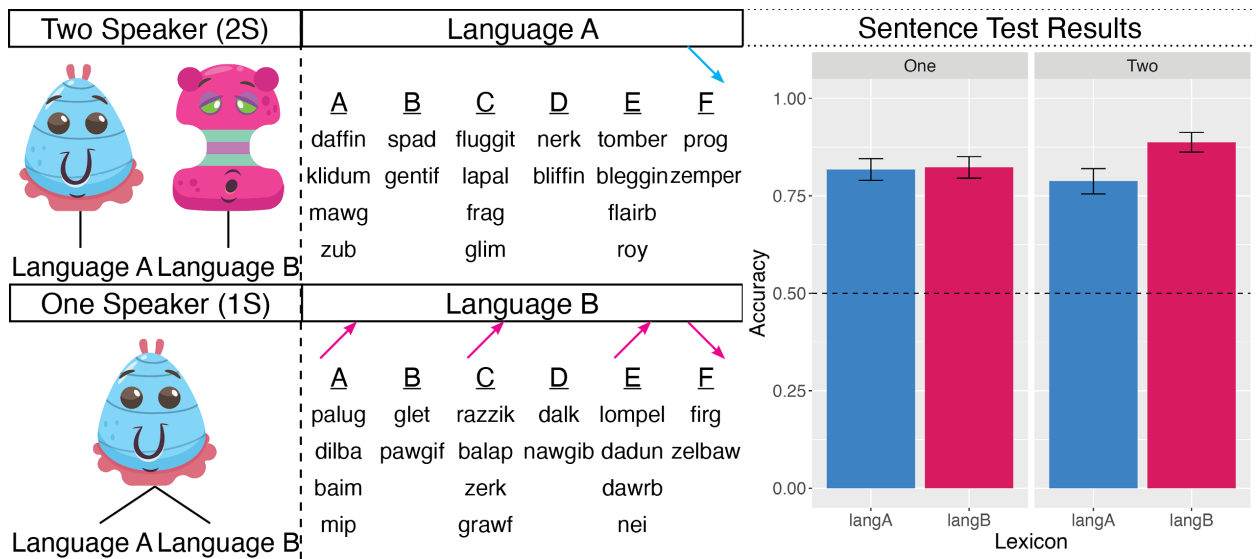 Two Speaker (2S)
Language A
Sentence Test Results
Language A Language B
A B C D E F
daffin spad fluggit nerk tomber prog
klidum gentif lapal bliffin bleggin zemper
mawg frag flairb
zub glim roy
One Speaker (1S)
Language B
Language A Language B
A B C D E F
palug glet razzik dalk lompel firg
dilba pawgif balap nawgib dadun zelbaw
baim zerk dawrb
mip grawf nei
One Two
Accuracy
1.00
0.75
0.50
0.25
0.00
langA langB langA langB
Lexicon